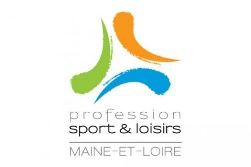 profession
sport & loisirs
MAINE-ET-LOIRE